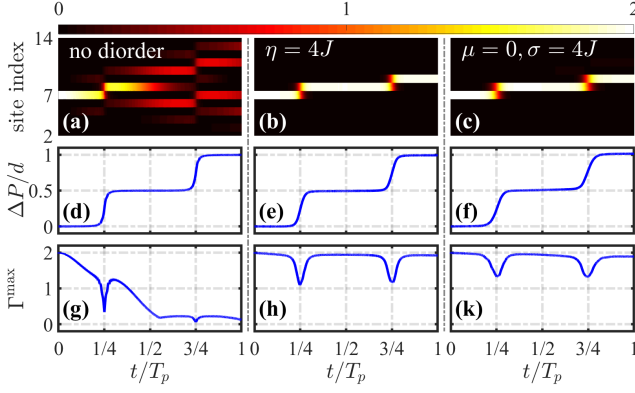 0 1 2
14 7 2
site index
no diorder
η = 4J
μ = 0, σ = 4J
(a) (b) (c)
1 0.5 0
ΔP/d
(d) (e) (f)
2 1 0
Γ^max
(g) (h) (k)
0 1/4 1/2 3/4 1 0 1/4 1/2 3/4 1 0 1/4 1/2 3/4 1
t/T_p t/T_p t/T_p